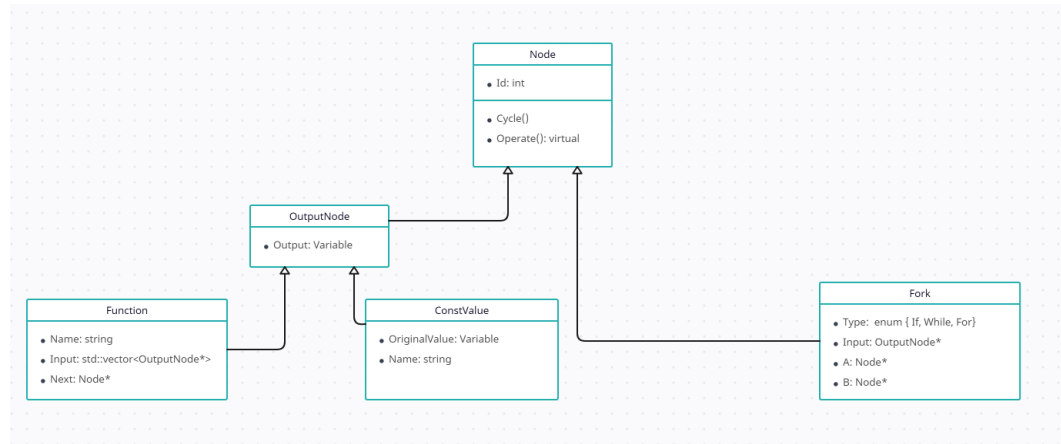 Node
Id: int
Cycle()
Operate(): virtual
OutputNode
Output: Variable
Function
Name: string
Input: std::vector<OutputNode*>
Next: Node*
ConstValue
OriginalValue: Variable
Name: string
Fork
Type:  enum { If, While, For}
Input: OutputNode*
A: Node*
B: Node*